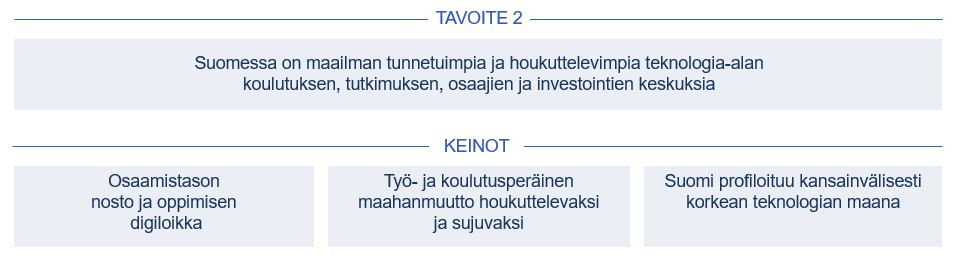 TAVOITE 2
Suomessa on maailman tunnetuimpia ja houkuttelevimpia teknologia-alan
koulutuksen, tutkimuksen, osaajien ja investointien keskuksia
KEINOT
Osaamistason
nosto ja oppimisen
digiloikka
Työ- ja koulutusperäinen
maahanmuutto houkuttelevaksi
ja sujuvaksi
Suomi profiloituu kansainvälisesti
korkean teknologian maana